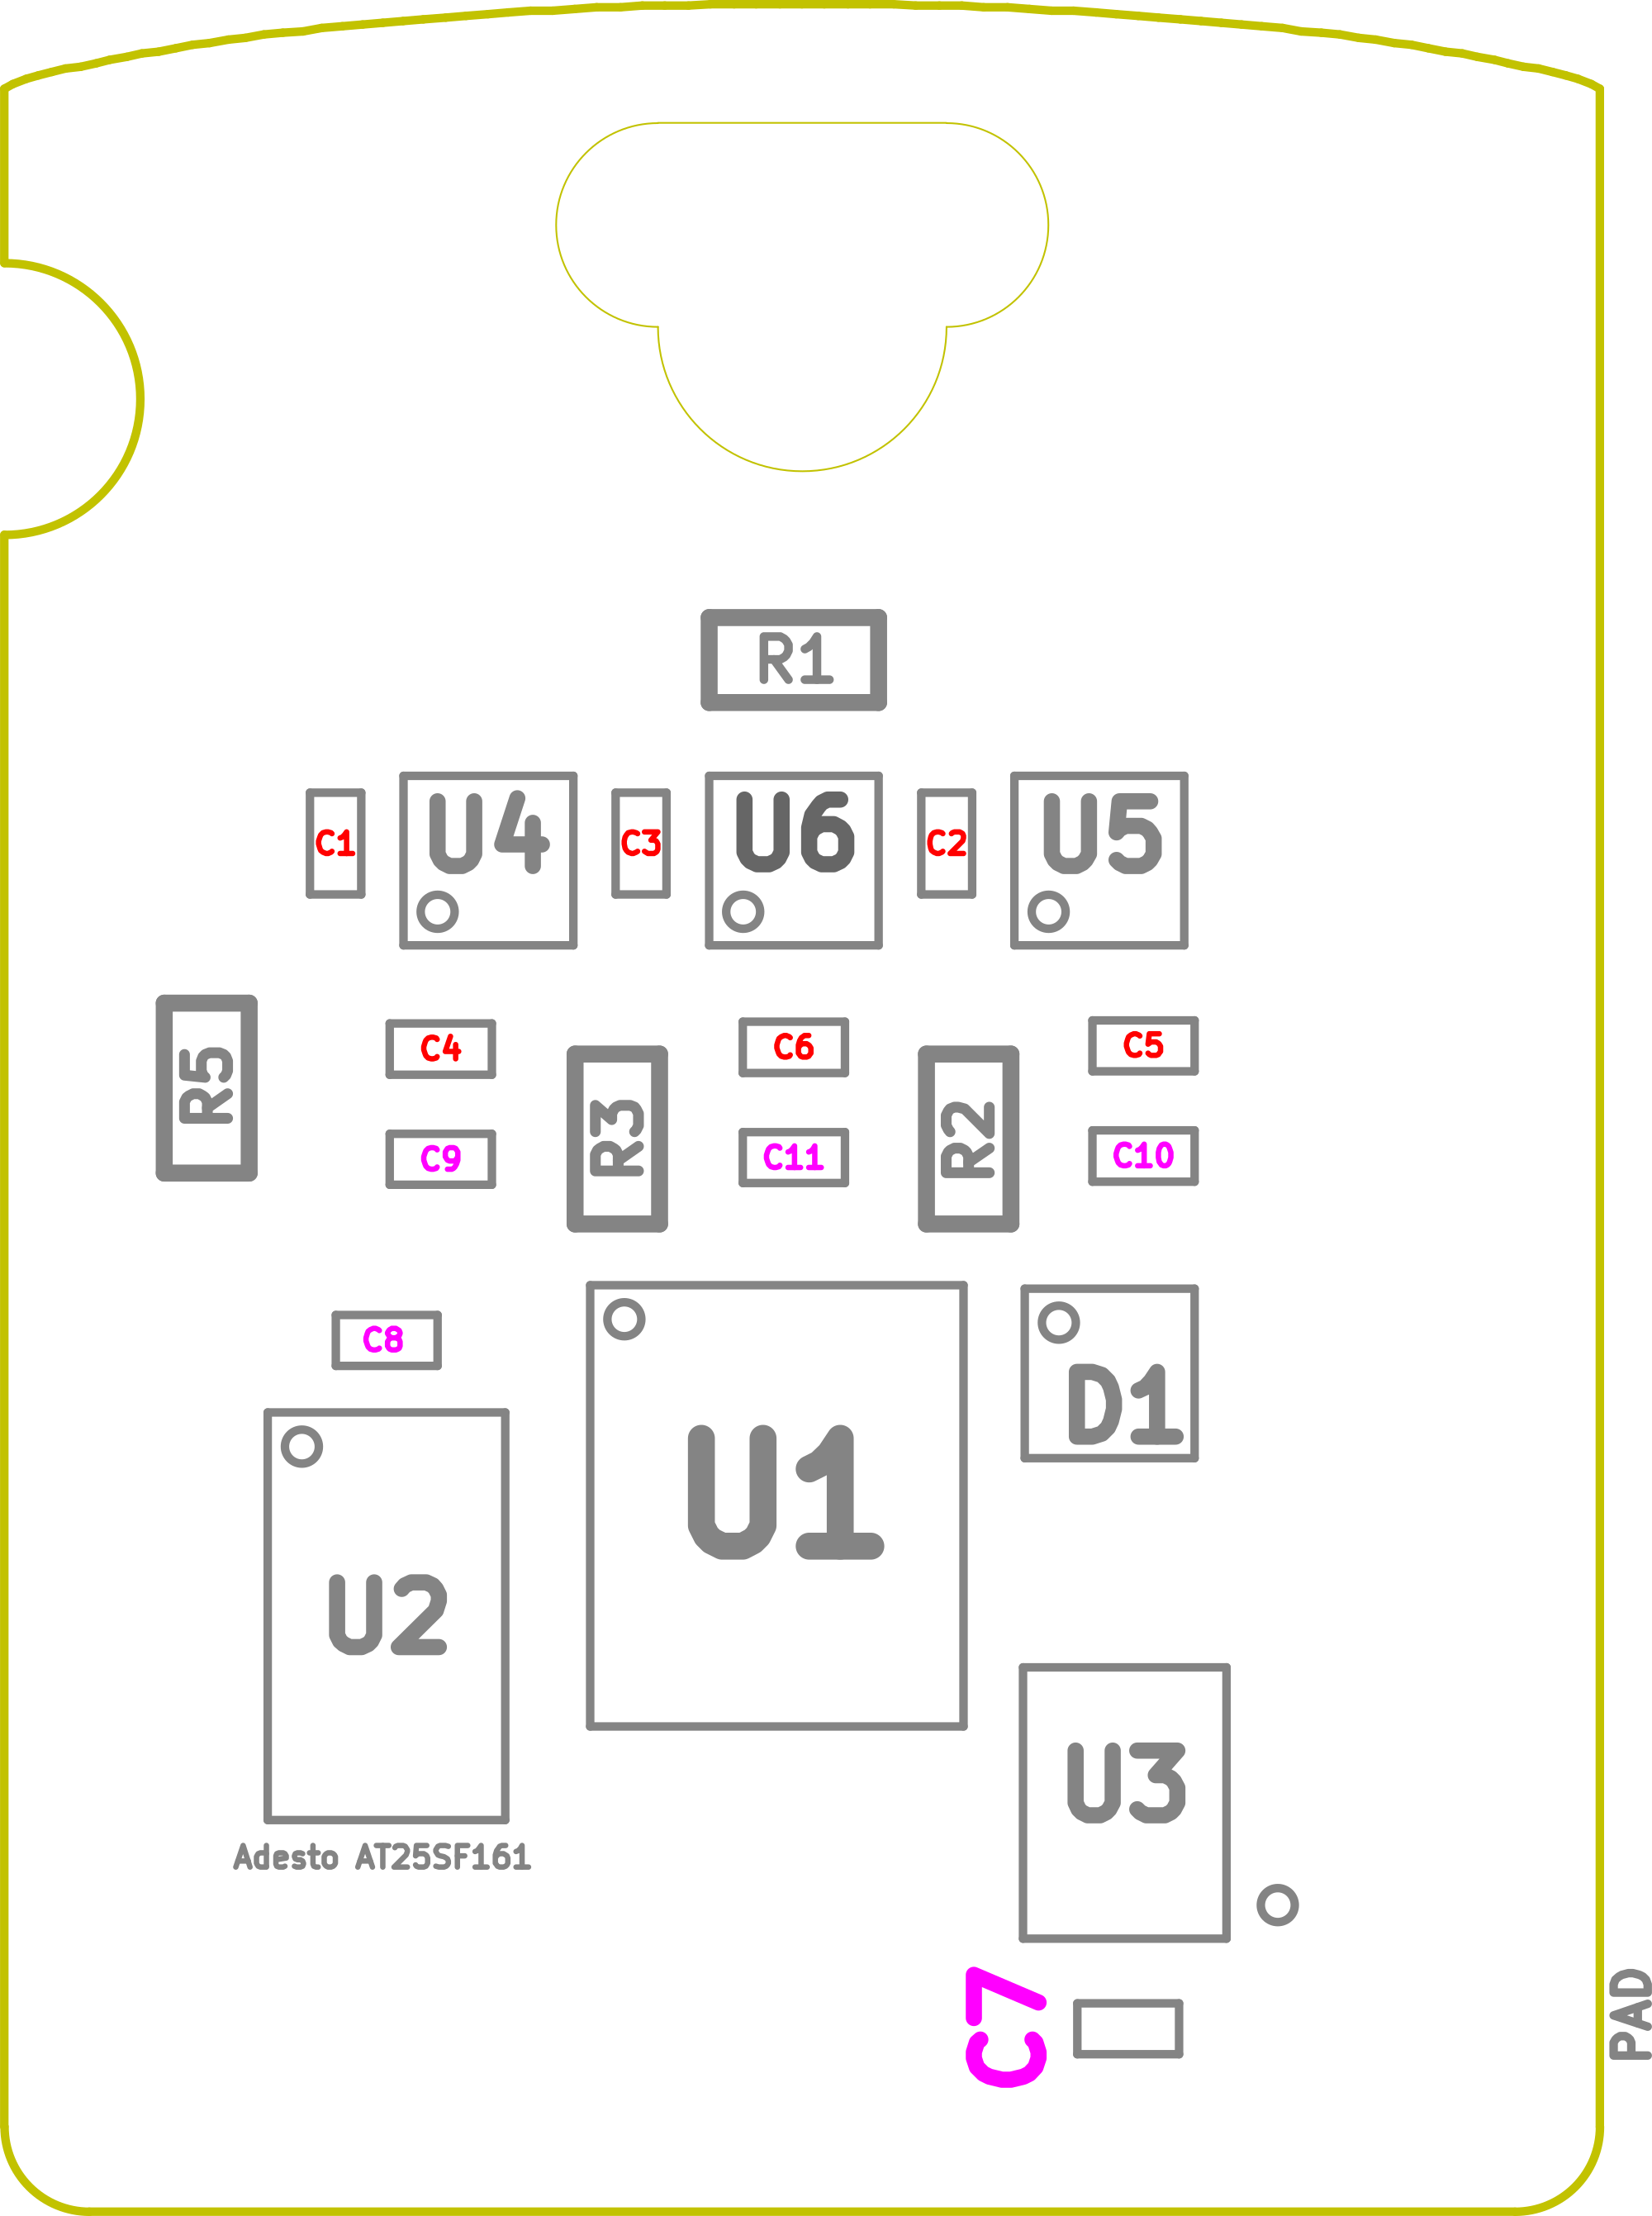 R1
U4 U6 U5
C1 C3 C2
C4 C6 C5
R5 R3 R2
C9 C11 C10
C8
D1
U1
U2
U3
Adesto AT25SF161
PAD
C7